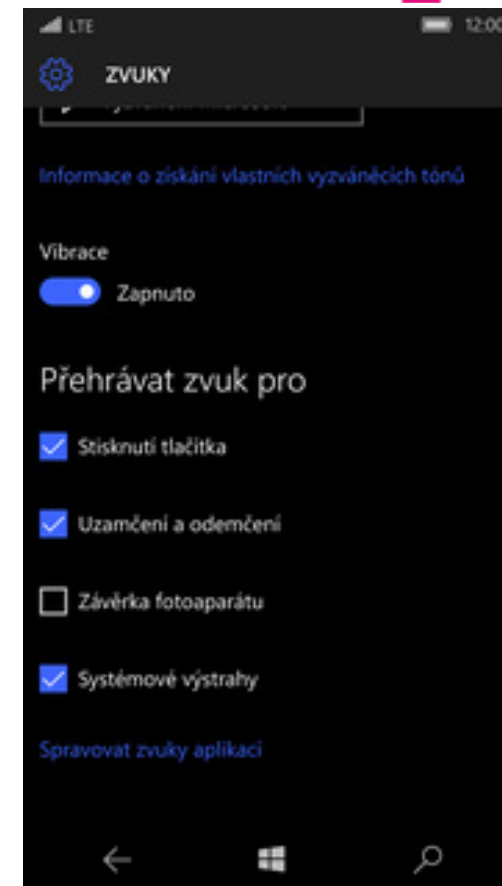 LTE 12:00
ZVUKY
Informace o získání vlastních vyzváněcích tónů
Vibrace
Zapnuto
Přehrávat zvuk pro
Stisknutí tlačítka
Uzamčení a odemčení
Závěrka fotoaparátu
Systémové výstrahy
Spravovat zvuky aplikací